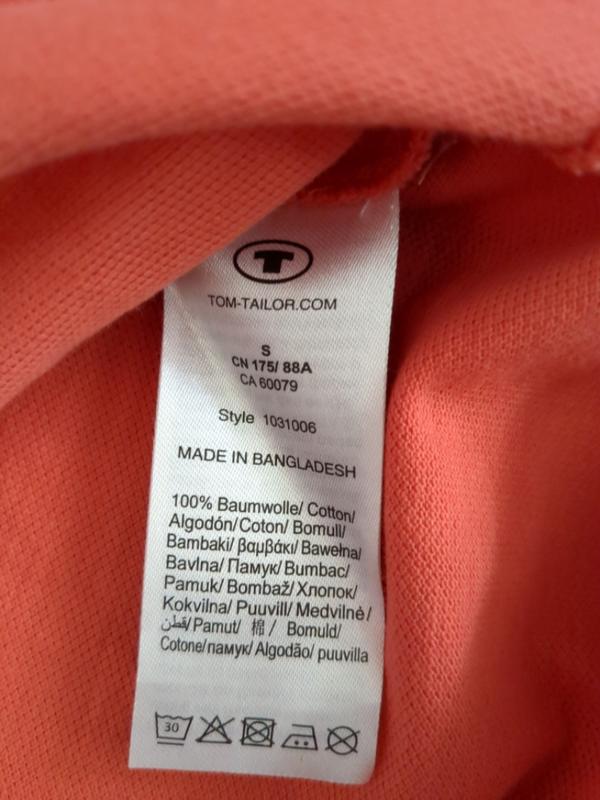 T
TOM-TAILOR.COM
S
CN 175/ 88A
CA 60079
Style 1031006
MADE IN BANGLADESH
100% Baumwolle/ Cotton/
Algodón/Coton/ Bomull/
Bambaki/ βαμβάκι/ Bawełna/
Bavlna/ Памук/ Bumbac/
Pamuk/ Bombaž/ Хлопок/
Kokvilna/ Puuvill/ Medvilnė/
قطن/ Pamut/ 棉 / Bomuld/
Cotone/памук/ Algodão/ puuvilla
30